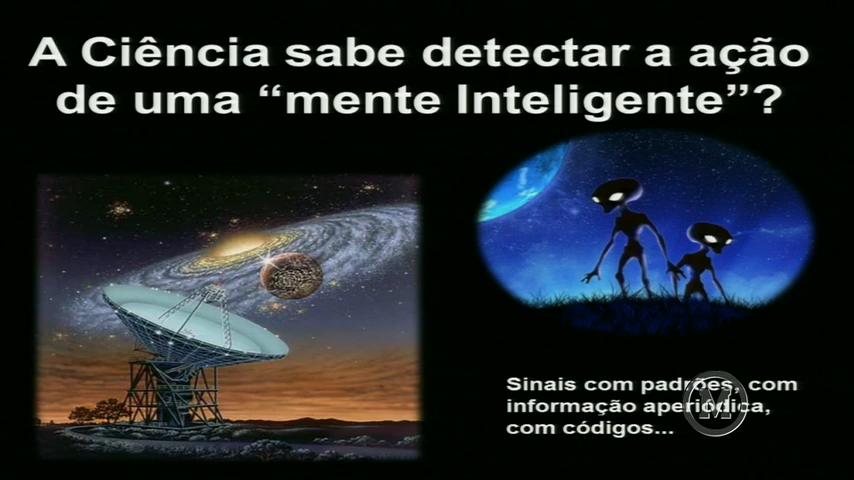 A Ciência sabe detectar a ação
de uma “mente Inteligente”?
Sinais com padrões, com
informação aperiódica,
com códigos...
M